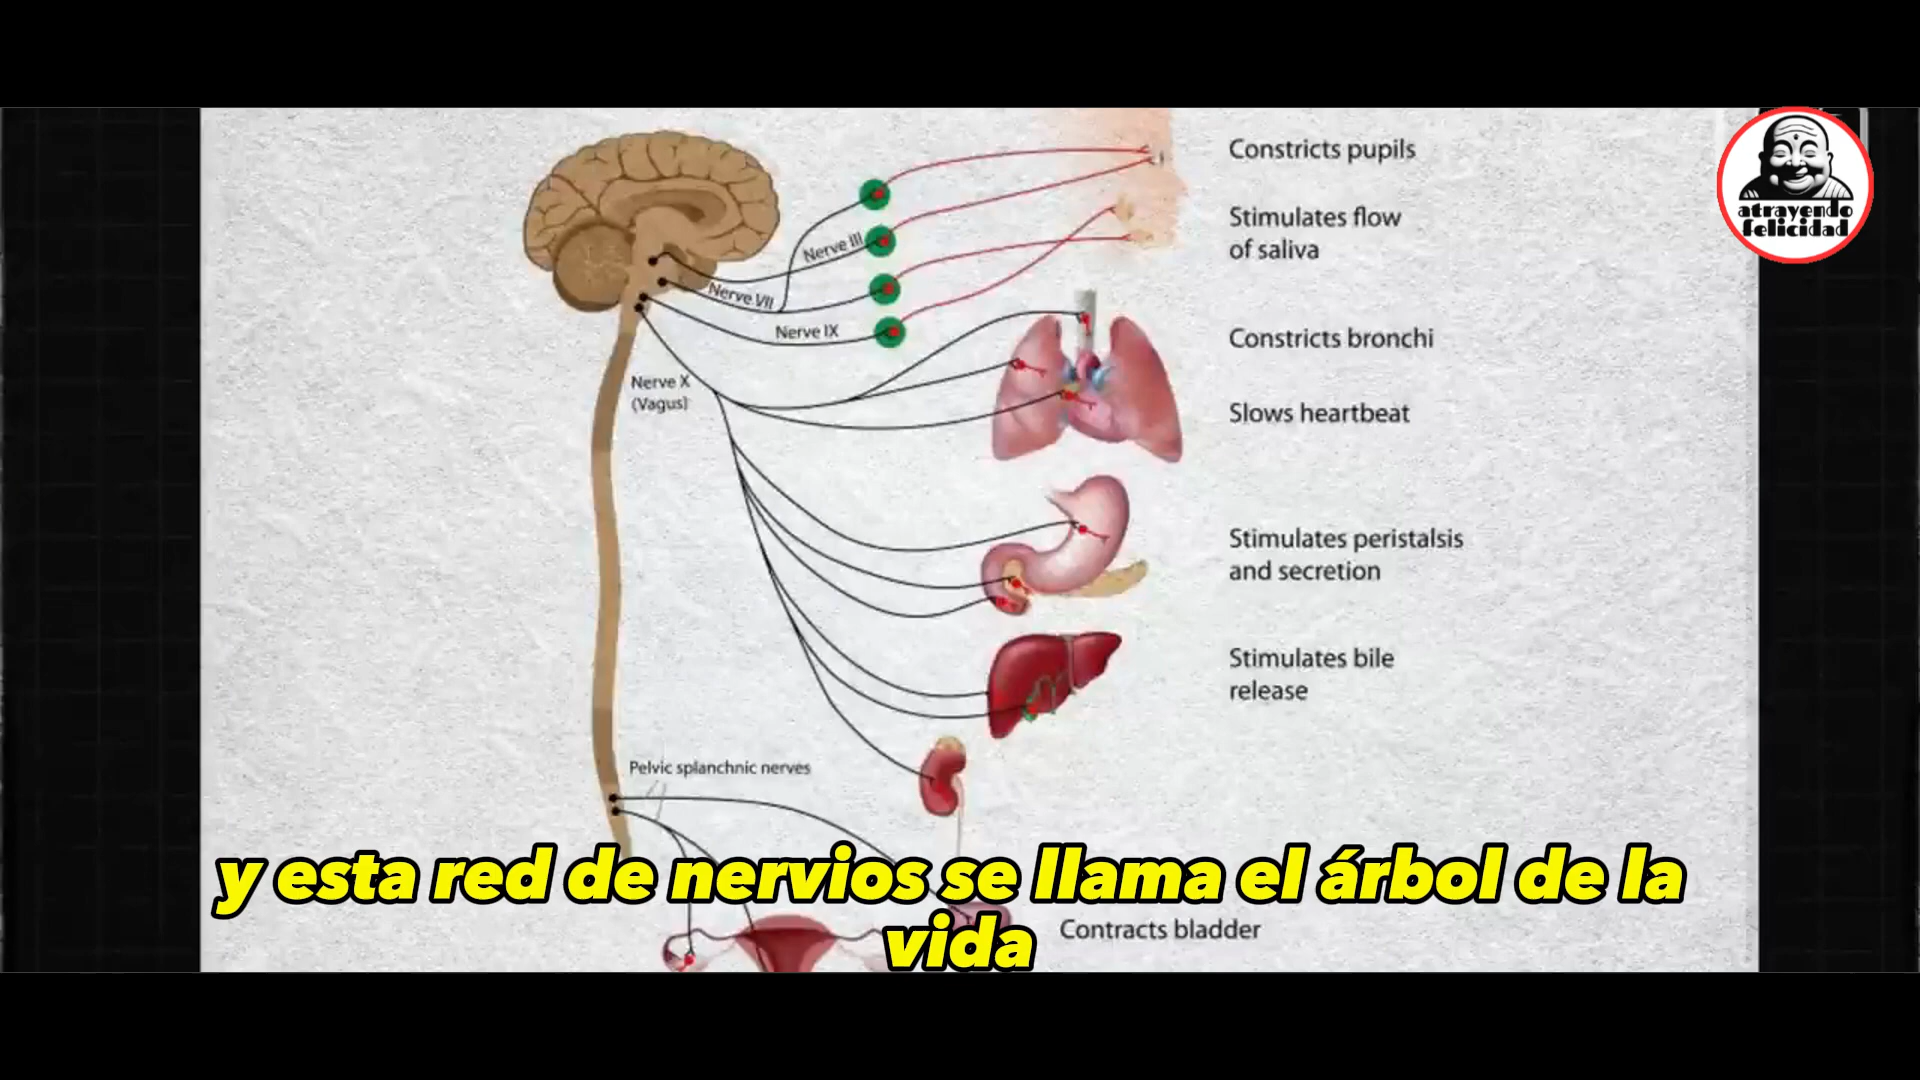 Constricts pupils
atrayendo
felicidad
Stimulates flow
of saliva
Nerve III
Nerve VII
Nerve IX
Constricts bronchi
Nerve X
(Vagus)
Slows heartbeat
Stimulates peristalsis
and secretion
Stimulates bile
release
Pelvic splanchnic nerves
y esta red de nervios se llama el árbol de la
vida
Contracts bladder